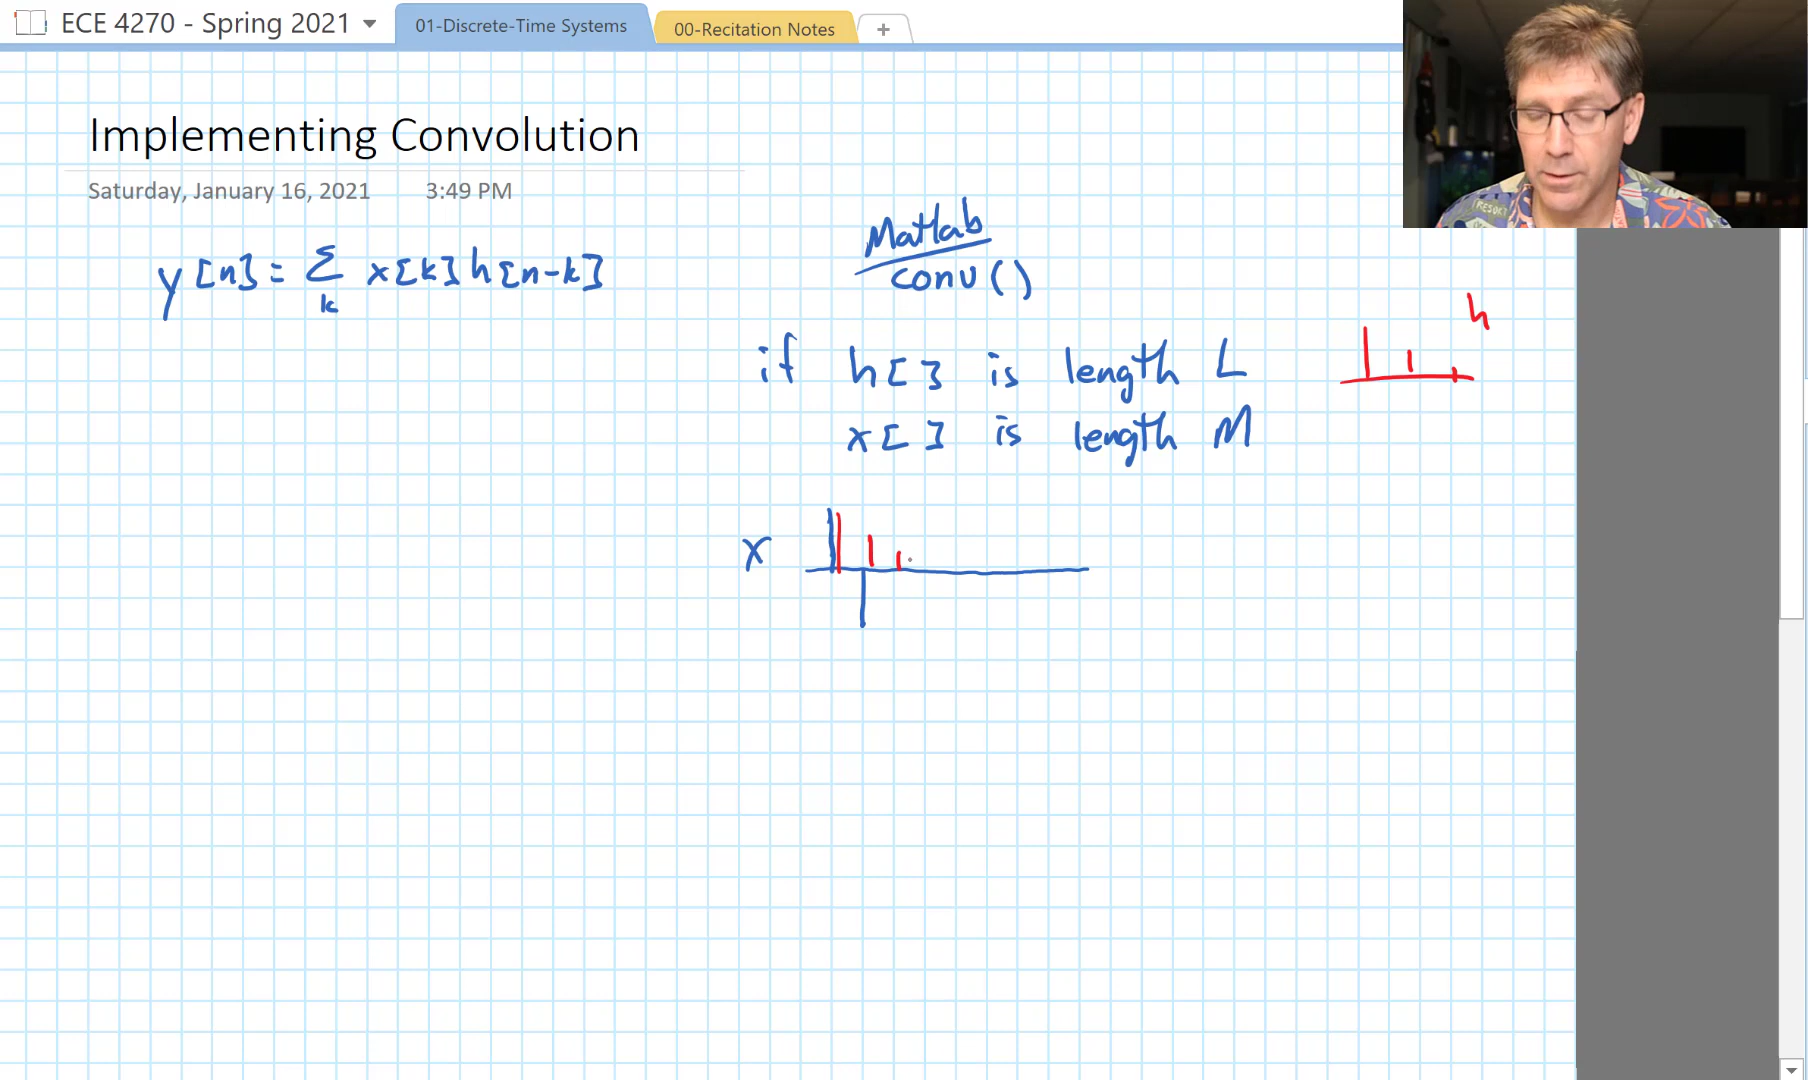 ECE 4270 - Spring 2021
01-Discrete-Time Systems
00-Recitation Notes
+
Implementing Convolution
Saturday, January 16, 2021 3:49 PM
Matlab
conv()
y[n] = Σ x[k] h[n-k]
k
h
if h[ ] is length L
x[ ] is length M
x
RESORT